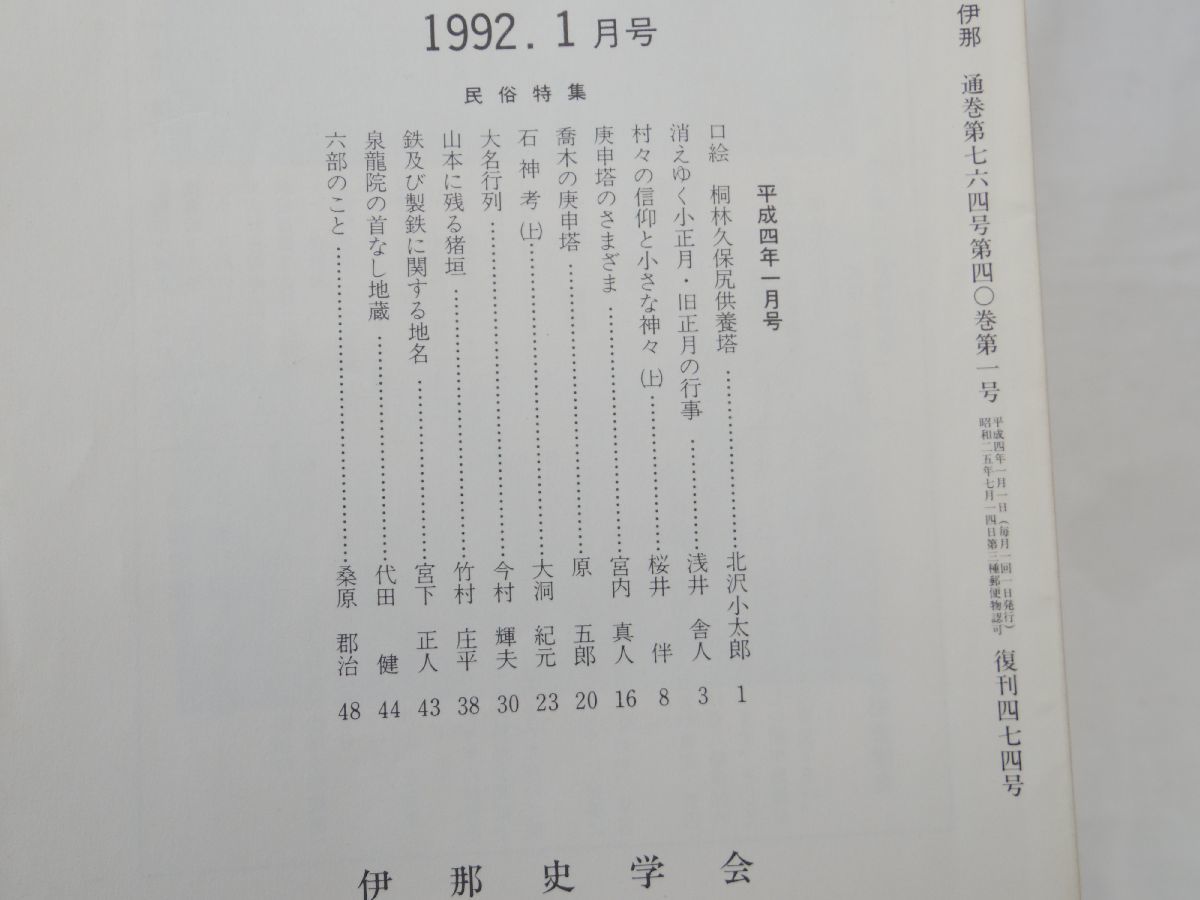 伊那 通巻第七六四号第四〇巻第一号 平成四年一月一日(毎月一回一日発行) 昭和二五年七月一四日第三種郵便物認可 復刊四七四号
1992.1月号
民俗特集
平成四年一月号
口絵 桐林久保尻供養塔……北沢小太郎 1
消えゆく小正月・旧正月の行事……浅井 舎人 3
村々の信仰と小さな神々(上)……桜井 伴 8
庚申塔のさまざま……宮内 真人 16
喬木の庚申塔……原 五郎 20
石神考(上)……大洞 紀元 23
大名行列……今村 輝夫 30
山本に残る猪垣……竹村 庄平 38
鉄及び製鉄に関する地名……宮下 正人 43
泉龍院の首なし地蔵……代田 健 44
六部のこと……桑原 郡治 48
伊那史学会